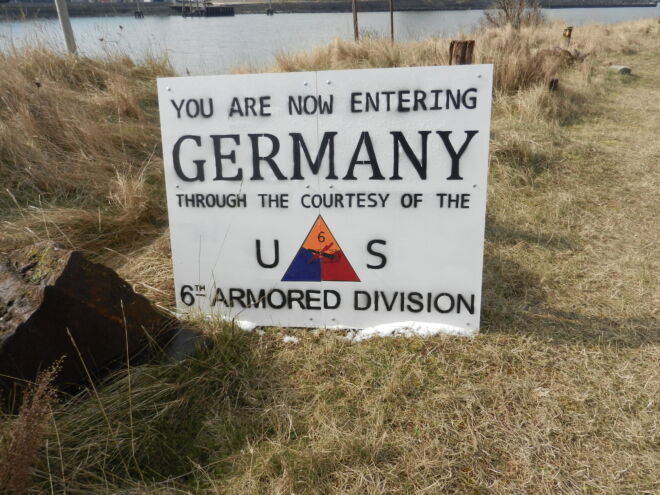 YOU ARE NOW ENTERING
GERMANY
THROUGH THE COURTESY OF THE
U 6 S
6TH ARMORED DIVISION